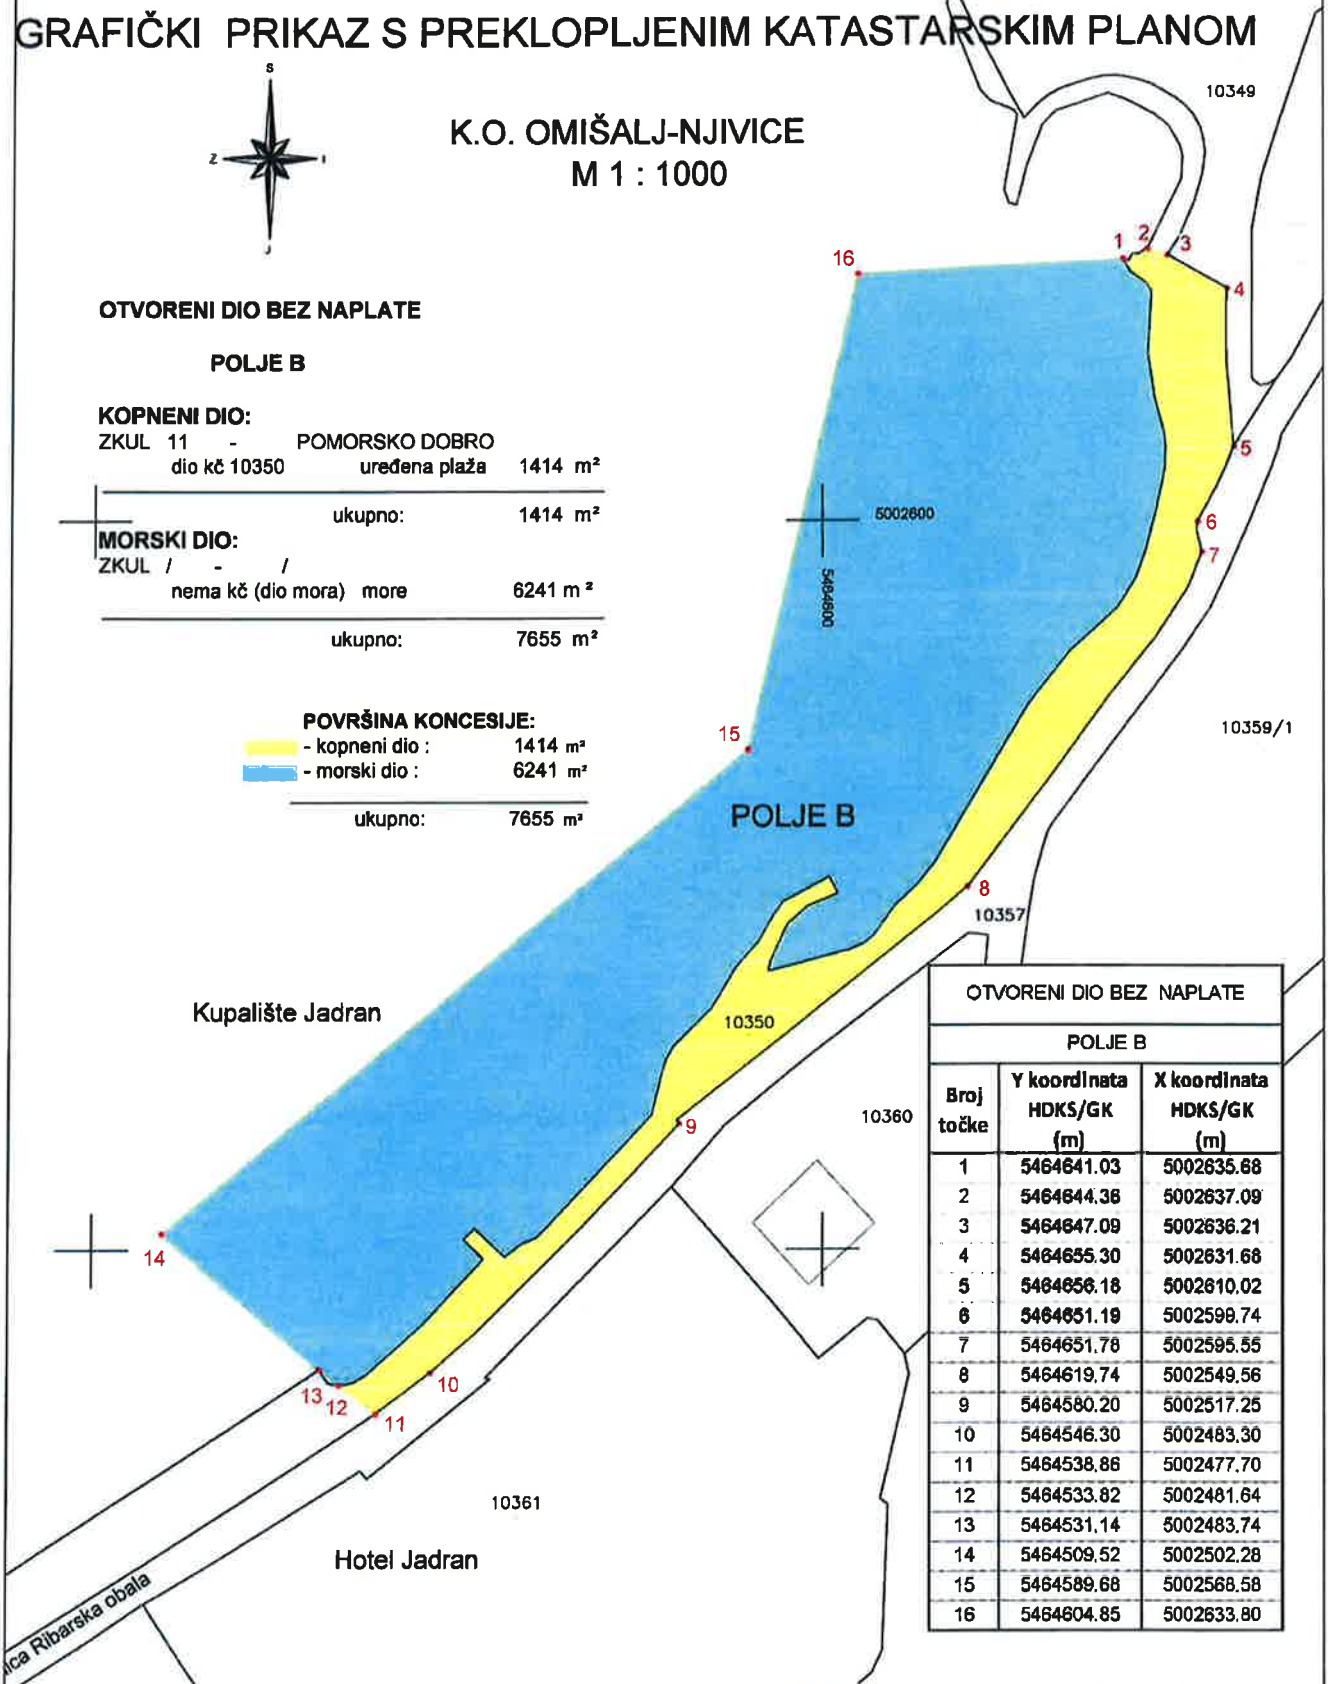 GRAFIČKI PRIKAZ S PREKLOPLJENIM KATASTARSKIM PLANOM
S
Z
I
J
K.O. OMIŠALJ-NJIVICE
M 1 : 1000
10349
OTVORENI DIO BEZ NAPLATE
POLJE B
KOPNENI DIO:
ZKUL 11 - POMORSKO DOBRO
dio kč 10350 uređena plaža 1414 m²
ukupno: 1414 m²
MORSKI DIO:
ZKUL / - /
nema kč (dio mora) more 6241 m²
ukupno: 7655 m²
POVRŠINA KONCESIJE:
- kopneni dio : 1414 m²
- morski dio : 6241 m²
ukupno: 7655 m²
1
2
3
4
5
6
7
8
9
10
11
12
13
14
15
16
5002600
5464600
POLJE B
10359/1
10357
10350
10360
10361
Kupalište Jadran
Hotel Jadran
ica Ribarska obala
OTVORENI DIO BEZ NAPLATE
POLJE B
Broj točke Y koordinata HDKS/GK (m) X koordinata HDKS/GK (m)
1 5464641.03 5002635.68
2 5464644.36 5002637.09
3 5464647.09 5002636.21
4 5464655.30 5002631.68
5 5464656.18 5002610.02
6 5464651.19 5002599.74
7 5464651.78 5002595.55
8 5464619.74 5002549.56
9 5464580.20 5002517.25
10 5464546.30 5002483.30
11 5464538.86 5002477.70
12 5464533.82 5002481.64
13 5464531.14 5002483.74
14 5464509.52 5002502.28
15 5464589.68 5002568.58
16 5464604.85 5002633.80